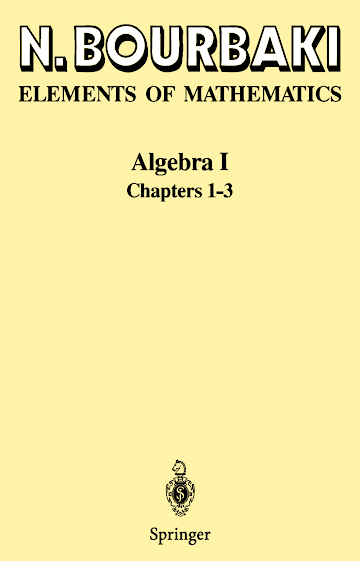 N. BOURBAKI
ELEMENTS OF MATHEMATICS
Algebra I
Chapters 1-3
Springer